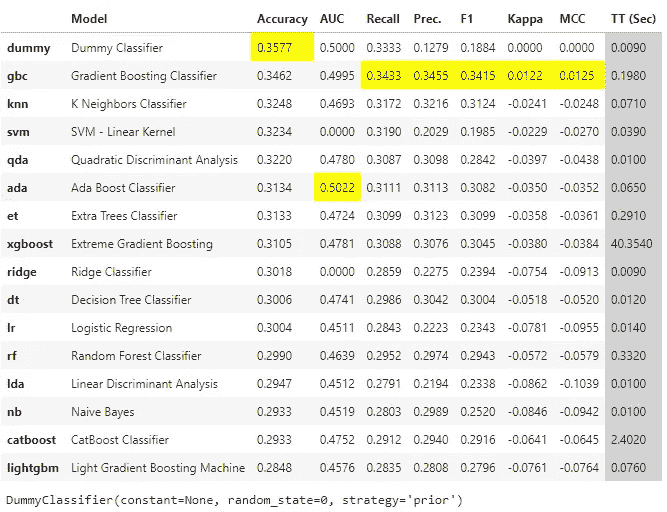 Model Accuracy AUC Recall Prec. F1 Kappa MCC TT (Sec)
dummy Dummy Classifier 0.3577 0.5000 0.3333 0.1279 0.1884 0.0000 0.0000 0.0090
gbc Gradient Boosting Classifier 0.3462 0.4995 0.3433 0.3455 0.3415 0.0122 0.0125 0.1980
knn K Neighbors Classifier 0.3248 0.4693 0.3172 0.3216 0.3124 -0.0241 -0.0248 0.0710
svm SVM - Linear Kernel 0.3234 0.0000 0.3190 0.2029 0.1985 -0.0229 -0.0270 0.0390
qda Quadratic Discriminant Analysis 0.3220 0.4780 0.3087 0.3098 0.2842 -0.0397 -0.0438 0.0100
ada Ada Boost Classifier 0.3134 0.5022 0.3111 0.3113 0.3082 -0.0350 -0.0352 0.0650
et Extra Trees Classifier 0.3133 0.4724 0.3099 0.3123 0.3099 -0.0358 -0.0361 0.2910
xgboost Extreme Gradient Boosting 0.3105 0.4781 0.3088 0.3076 0.3045 -0.0380 -0.0384 40.3540
ridge Ridge Classifier 0.3018 0.0000 0.2859 0.2275 0.2394 -0.0754 -0.0913 0.0090
dt Decision Tree Classifier 0.3006 0.4741 0.2986 0.3042 0.3004 -0.0518 -0.0520 0.0120
lr Logistic Regression 0.3004 0.4511 0.2843 0.2223 0.2343 -0.0781 -0.0955 0.0140
rf Random Forest Classifier 0.2990 0.4639 0.2952 0.2974 0.2943 -0.0572 -0.0579 0.3320
lda Linear Discriminant Analysis 0.2947 0.4512 0.2791 0.2194 0.2338 -0.0862 -0.1039 0.0100
nb Naive Bayes 0.2933 0.4519 0.2803 0.2989 0.2520 -0.0846 -0.0942 0.0100
catboost CatBoost Classifier 0.2933 0.4752 0.2912 0.2940 0.2916 -0.0641 -0.0645 2.4020
lightgbm Light Gradient Boosting Machine 0.2848 0.4576 0.2835 0.2808 0.2796 -0.0761 -0.0764 0.0760
DummyClassifier(constant=None, random_state=0, strategy='prior')